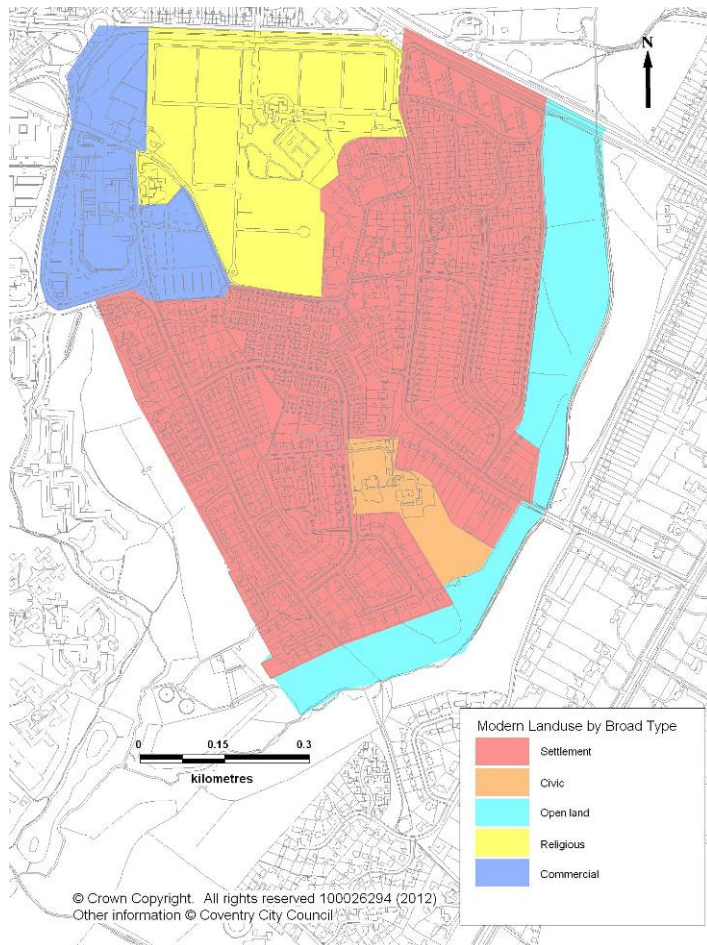 N
0 0.15 0.3
kilometres
Modern Landuse by Broad Type
Settlement
Civic
Open land
Religious
Commercial
© Crown Copyright. All rights reserved 100026294 (2012)
Other information © Coventry City Council